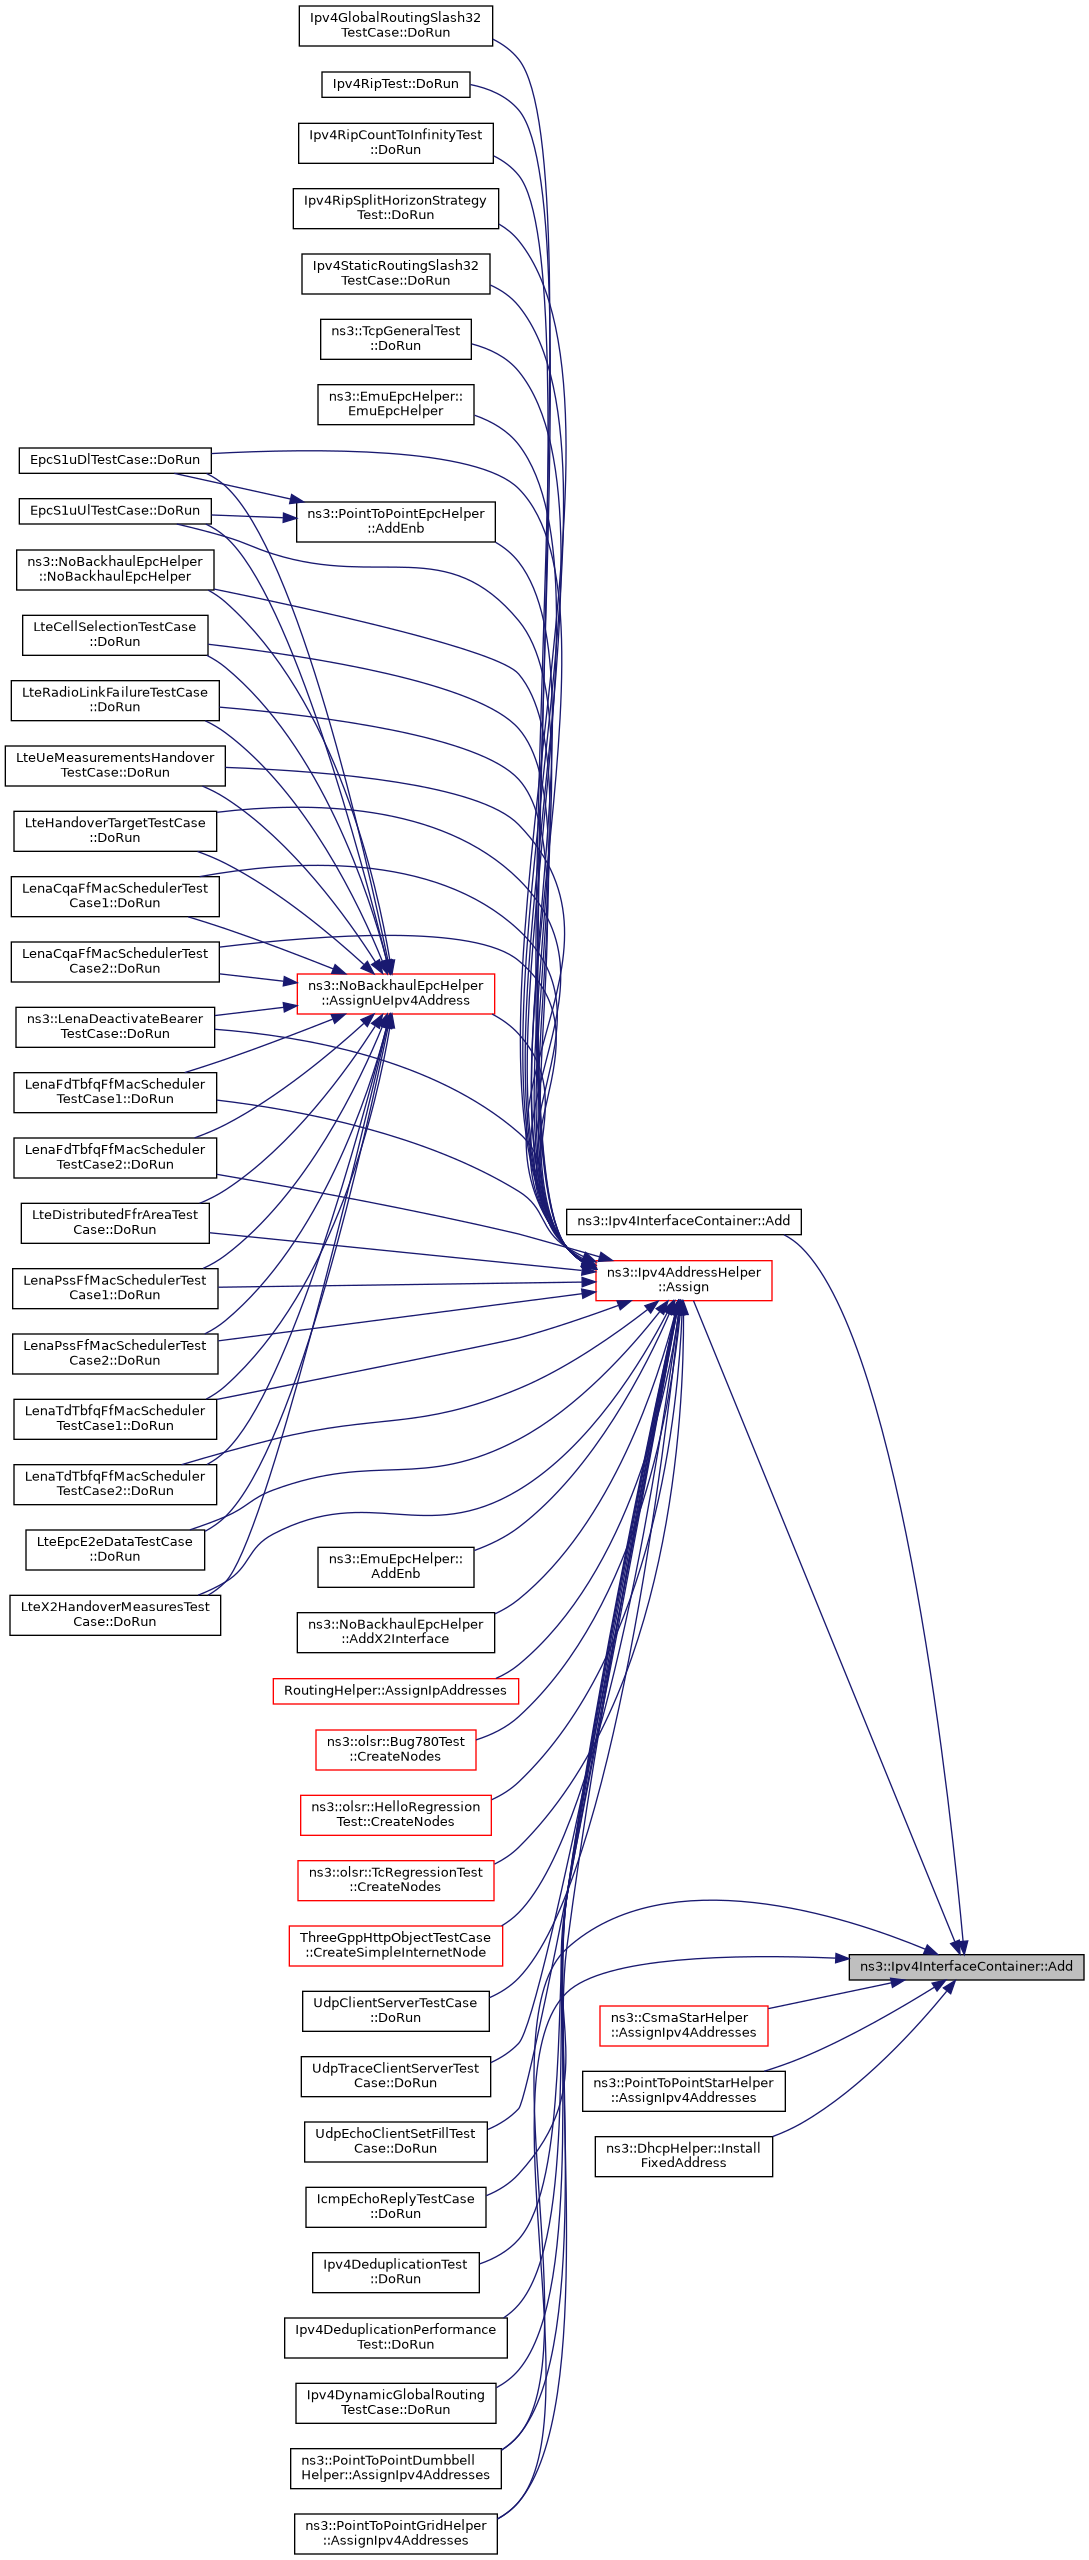 Ipv4GlobalRoutingSlash32
TestCase::DoRun
Ipv4RipTest::DoRun
Ipv4RipCountToInfinityTest
::DoRun
Ipv4RipSplitHorizonStrategy
Test::DoRun
Ipv4StaticRoutingSlash32
TestCase::DoRun
ns3::TcpGeneralTest
::DoRun
ns3::EmuEpcHelper::
EmuEpcHelper
EpcS1uDlTestCase::DoRun
EpcS1uUlTestCase::DoRun
ns3::PointToPointEpcHelper
::AddEnb
ns3::NoBackhaulEpcHelper
::NoBackhaulEpcHelper
LteCellSelectionTestCase
::DoRun
LteRadioLinkFailureTestCase
::DoRun
LteUeMeasurementsHandover
TestCase::DoRun
LteHandoverTargetTestCase
::DoRun
LenaCqaFfMacSchedulerTest
Case1::DoRun
LenaCqaFfMacSchedulerTest
Case2::DoRun
ns3::NoBackhaulEpcHelper
::AssignUeIpv4Address
ns3::LenaDeactivateBearer
TestCase::DoRun
LenaFdTbfqFfMacScheduler
TestCase1::DoRun
LenaFdTbfqFfMacScheduler
TestCase2::DoRun
LteDistributedFfrAreaTest
Case::DoRun
ns3::Ipv4InterfaceContainer::Add
ns3::Ipv4AddressHelper
::Assign
LenaPssFfMacSchedulerTest
Case1::DoRun
LenaPssFfMacSchedulerTest
Case2::DoRun
LenaTdTbfqFfMacScheduler
TestCase1::DoRun
LenaTdTbfqFfMacScheduler
TestCase2::DoRun
LteEpcE2eDataTestCase
::DoRun
ns3::EmuEpcHelper::
AddEnb
LteX2HandoverMeasuresTest
Case::DoRun
ns3::NoBackhaulEpcHelper
::AddX2Interface
RoutingHelper::AssignIpAddresses
ns3::olsr::Bug780Test
::CreateNodes
ns3::olsr::HelloRegression
Test::CreateNodes
ns3::olsr::TcRegressionTest
::CreateNodes
ThreeGppHttpObjectTestCase
::CreateSimpleInternetNode
ns3::Ipv4InterfaceContainer::Add
UdpClientServerTestCase
::DoRun
ns3::CsmaStarHelper
::AssignIpv4Addresses
UdpTraceClientServerTest
Case::DoRun
ns3::PointToPointStarHelper
::AssignIpv4Addresses
UdpEchoClientSetFillTest
Case::DoRun
ns3::DhcpHelper::Install
FixedAddress
IcmpEchoReplyTestCase
::DoRun
Ipv4DeduplicationTest
::DoRun
Ipv4DeduplicationPerformance
Test::DoRun
Ipv4DynamicGlobalRouting
TestCase::DoRun
ns3::PointToPointDumbbell
Helper::AssignIpv4Addresses
ns3::PointToPointGridHelper
::AssignIpv4Addresses